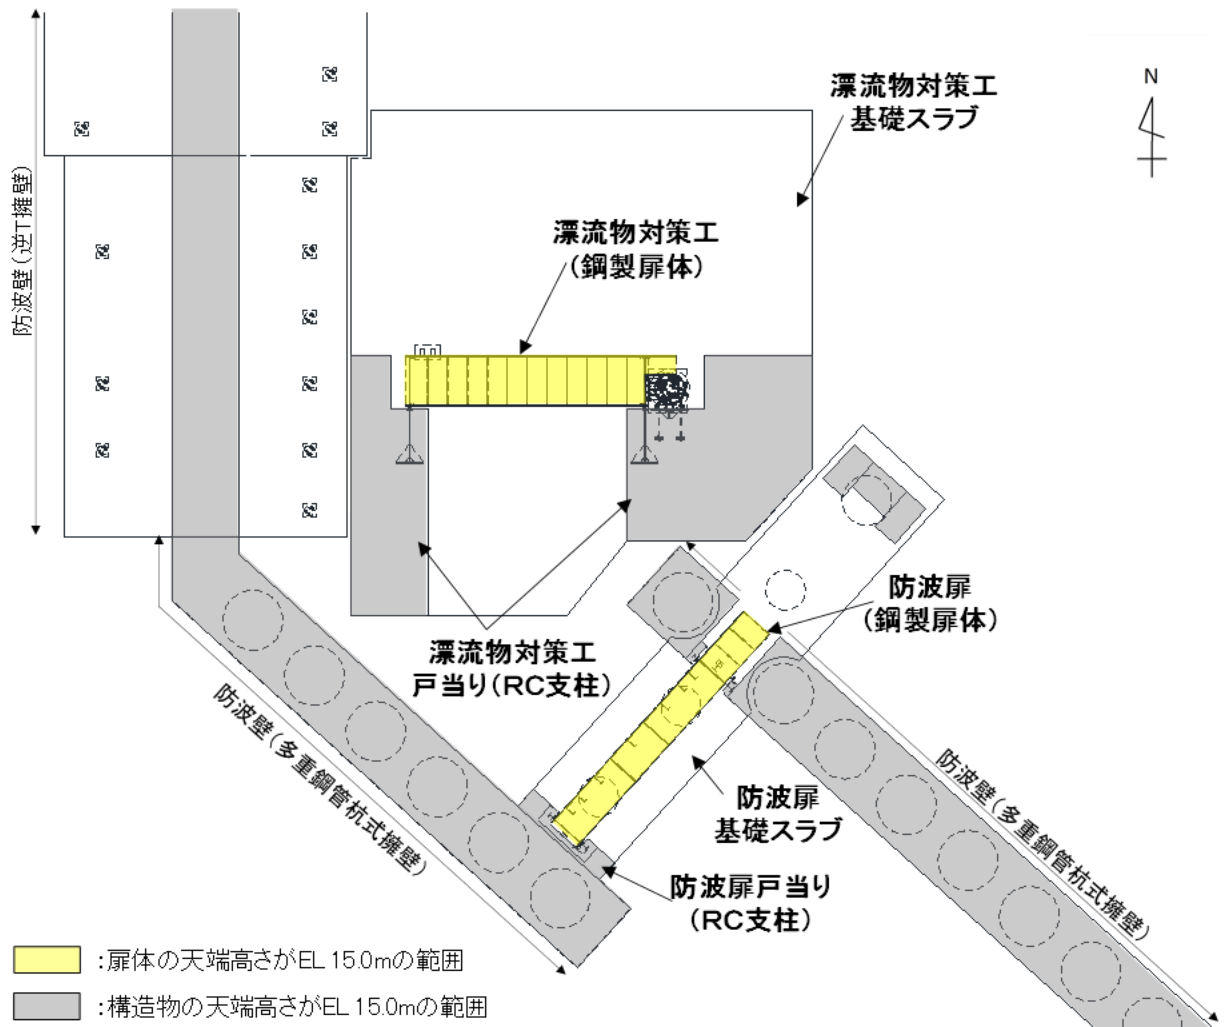 漂流物対策工
基礎スラブ
N
防波壁(逆T擁壁)
漂流物対策工
(鋼製扉体)
防波扉
(鋼製扉体)
漂流物対策工
戸当り(RC支柱)
防波壁(多重鋼管杭式擁壁)
防波壁(多重鋼管杭式擁壁)
防波扉
基礎スラブ
防波扉戸当り
(RC支柱)
:扉体の天端高さがEL 15.0mの範囲
:構造物の天端高さがEL 15.0mの範囲